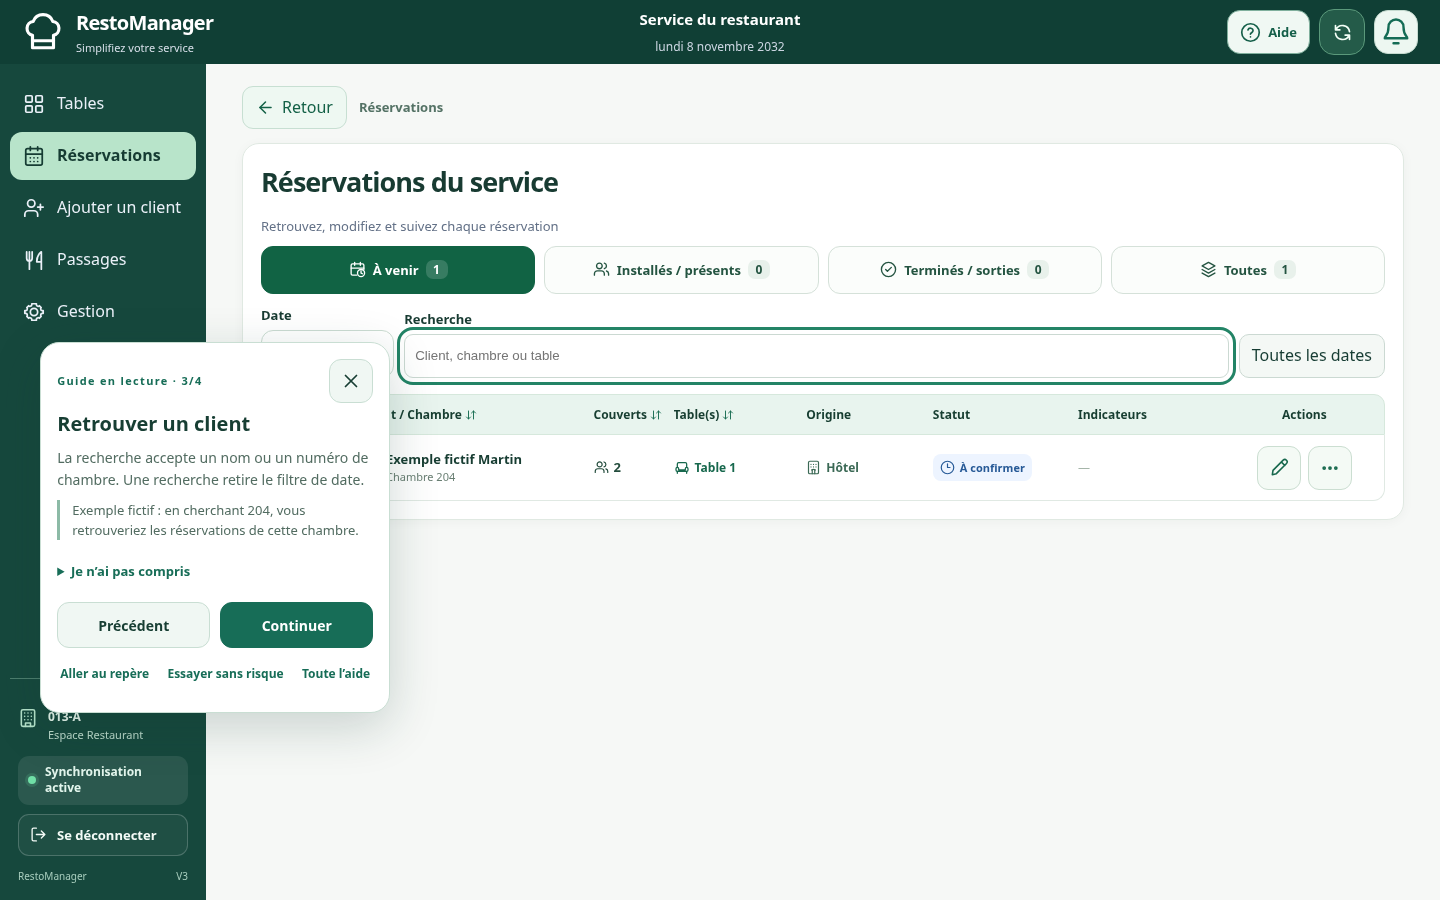 RestoManager
Simplifiez votre service
Service du restaurant
lundi 8 novembre 2032
Aide
Tables
Réservations
Ajouter un client
Passages
Gestion
Retour
Réservations
Réservations du service
Retrouvez, modifiez et suivez chaque réservation
À venir 1
Installés / présents 0
Terminés / sorties 0
Toutes 1
Date
Recherche
Client, chambre ou table
Toutes les dates
t / Chambre
Couverts
Table(s)
Origine
Statut
Indicateurs
Actions
Exemple fictif Martin
Chambre 204
2
Table 1
Hôtel
À confirmer
—
Guide en lecture · 3/4
Retrouver un client
La recherche accepte un nom ou un numéro de
chambre. Une recherche retire le filtre de date.
Exemple fictif : en cherchant 204, vous
retrouveriez les réservations de cette chambre.
Je n’ai pas compris
Précédent
Continuer
Aller au repère
Essayer sans risque
Toute l’aide
013-A
Espace Restaurant
Synchronisation
active
Se déconnecter
RestoManager
V3